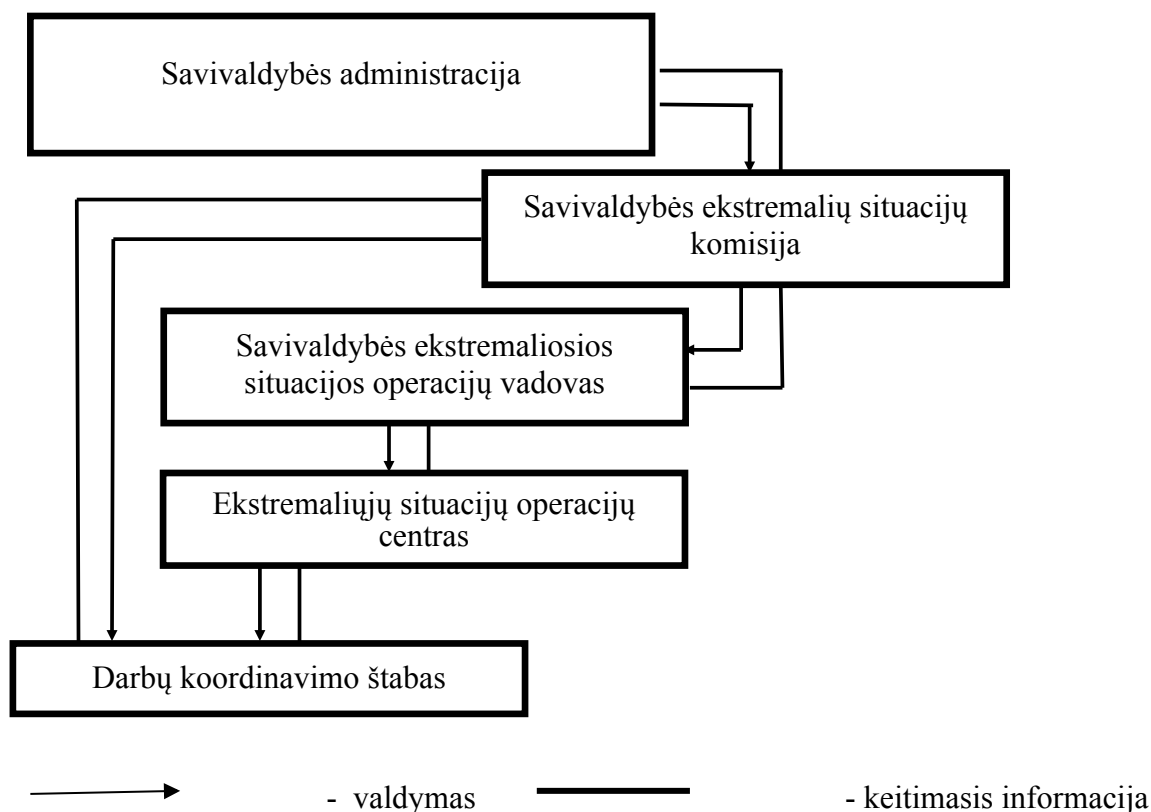 Savivaldybės administracija
Savivaldybės ekstremalių situacijų
komisija
Savivaldybės ekstremaliosios
situacijos operacijų vadovas
Ekstremaliųjų situacijų operacijų
centras
Darbų koordinavimo štabas
- valdymas
- keitimasis informacija